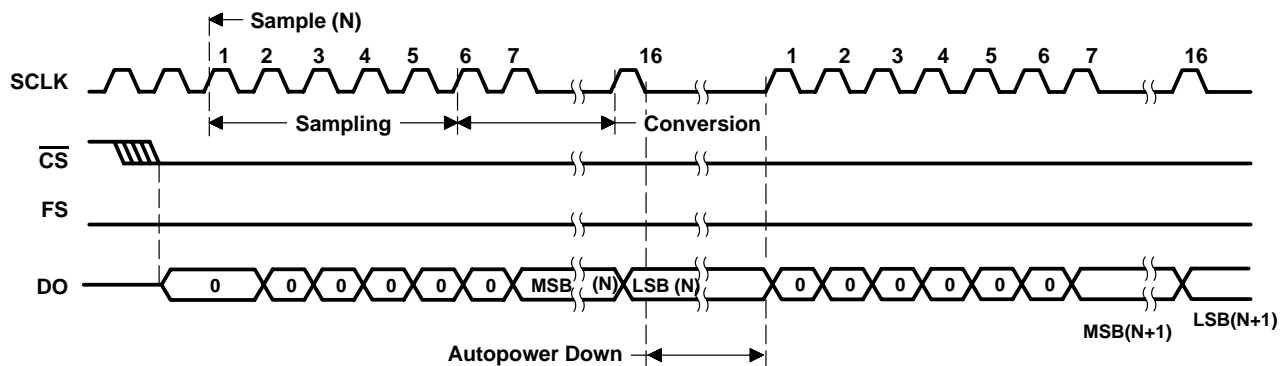 Sample (N)
1 2 3 4 5 6 7 16 1 2 3 4 5 6 7 16
SCLK
Sampling Conversion
CS
FS
DO 0 0 0 0 0 0 MSB (N) LSB (N) 0 0 0 0 0 0
MSB(N+1) LSB(N+1)
Autopower Down